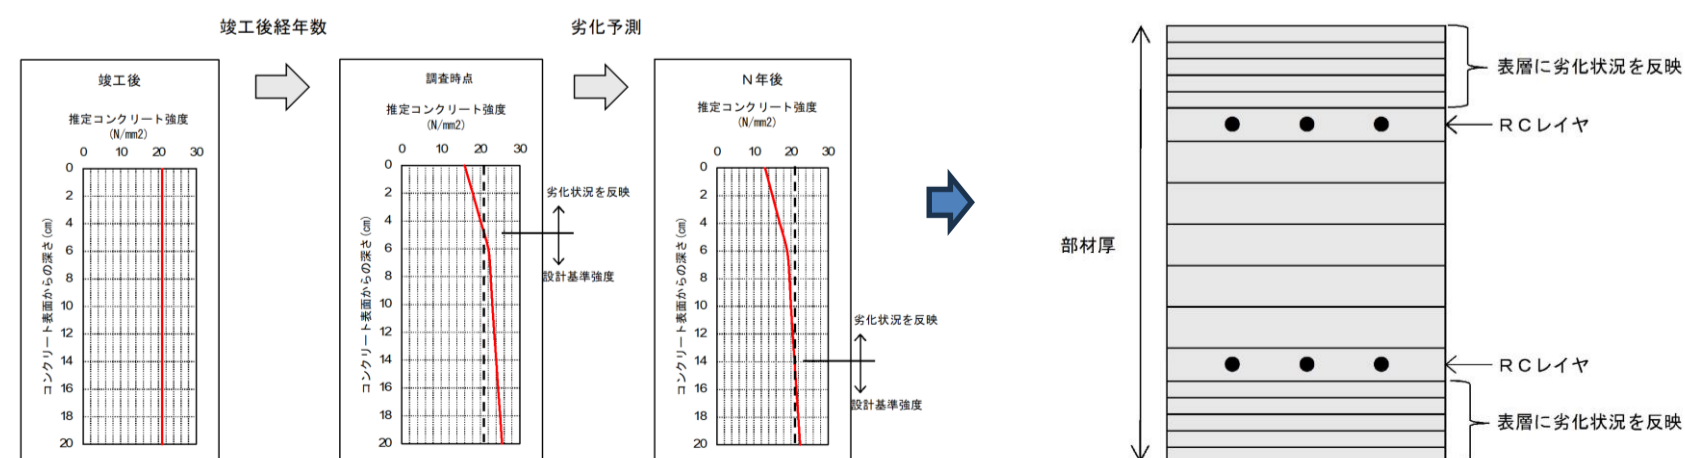 竣工後経年数
劣化予測
竣工後
推定コンクリート強度
(N/mm2)
0 10 20 30
0
2
4
6
8
10
12
14
16
18
20
コンクリート表面からの深さ(cm)
調査時点
推定コンクリート強度
(N/mm2)
0 10 20 30
0
2
4
6
8
10
12
14
16
18
20
コンクリート表面からの深さ(cm)
劣化状況を反映
設計基準強度
N年後
推定コンクリート強度
(N/mm2)
0 10 20 30
0
2
4
6
8
10
12
14
16
18
20
コンクリート表面からの深さ(cm)
劣化状況を反映
設計基準強度
部材厚
表層に劣化状況を反映
RCレイヤ
RCレイヤ
表層に劣化状況を反映